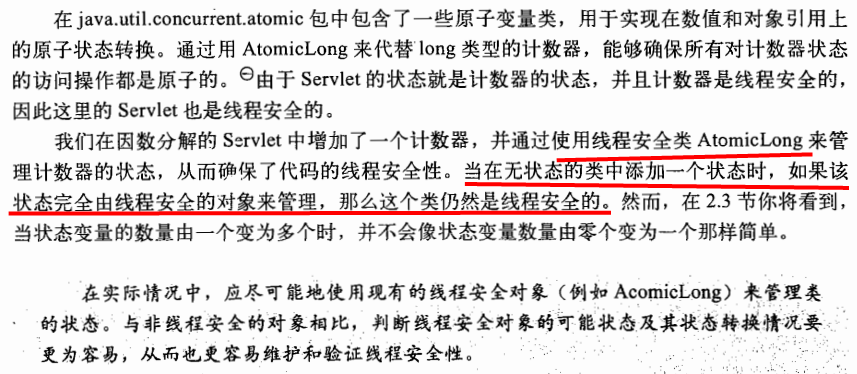 在 java.util.concurrent.atomic 包中包含了一些原子变量类，用于实现在数值和对象引用上
的原子状态转换。通过用 AtomicLong 来代替 long 类型的计数器，能够确保所有对计数器状态
的访问操作都是原子的。㊀由于 Servlet 的状态就是计数器的状态，并且计数器是线程安全的，
因此这里的 Servlet 也是线程安全的。
我们在因数分解的 Servlet 中增加了一个计数器，并通过使用线程安全类 AtomicLong 来管
理计数器的状态，从而确保了代码的线程安全性。当在无状态的类中添加一个状态时，如果该
状态完全由线程安全的对象来管理，那么这个类仍然是线程安全的。然而，在 2.3 节你将看到，
当状态变量的数量由一个变为多个时，并不会像状态变量数量由零个变为一个那样简单。
在实际情况中，应尽可能地使用现有的线程安全对象（例如 AcomicLong）来管理类
的状态。与非线程安全的对象相比，判断线程安全对象的可能状态及其状态转换情况要
更为容易，从而也更容易维护和验证线程安全性。